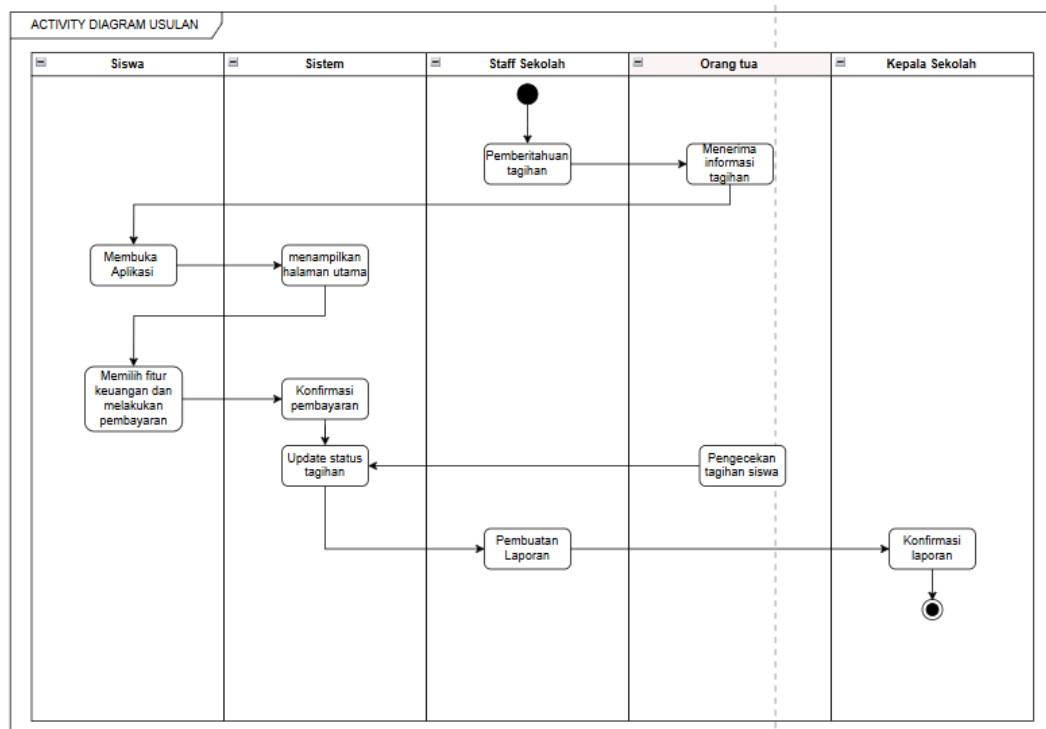 ACTIVITY DIAGRAM USULAN
Siswa
Sistem
Staff Sekolah
Orang tua
Kepala Sekolah
Pemberitahuan
tagihan
Menerima
informasi
tagihan
Membuka
Aplikasi
menampilkan
halaman utama
Memilih fitur
keuangan dan
melakukan
pembayaran
Konfirmasi
pembayaran
Update status
tagihan
Pengecekan
tagihan siswa
Pembuatan
Laporan
Konfirmasi
laporan